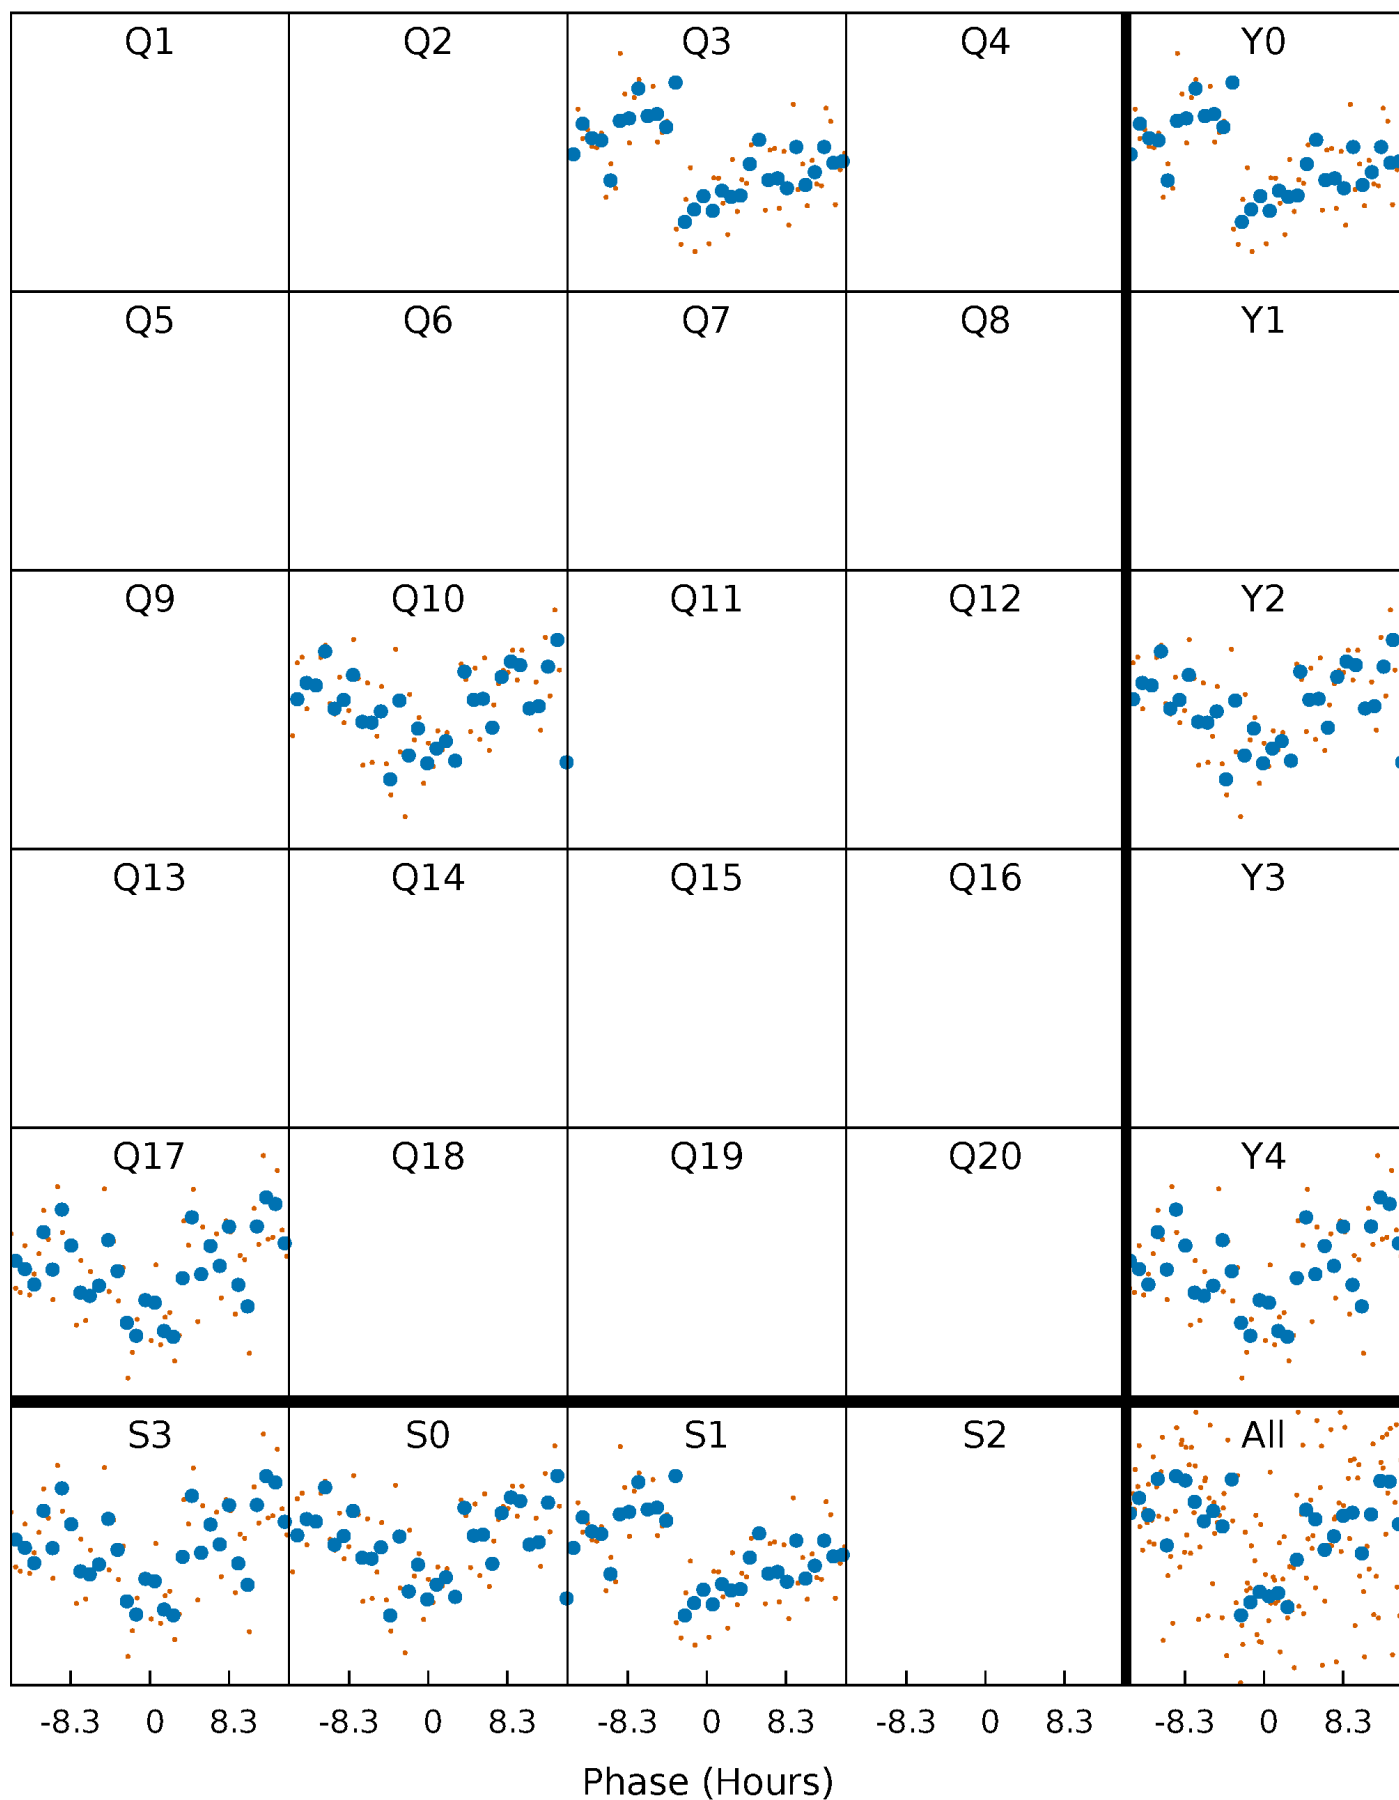 Q1 Q2 Q3 Q4 Y0
Q5 Q6 Q7 Q8 Y1
Q9 Q10 Q11 Q12 Y2
Q13 Q14 Q15 Q16 Y3
Q17 Q18 Q19 Q20 Y4
S3 S0 S1 S2 All
-8.3 0 8.3 -8.3 0 8.3 -8.3 0 8.3 -8.3 0 8.3 -8.3 0 8.3
Phase (Hours)